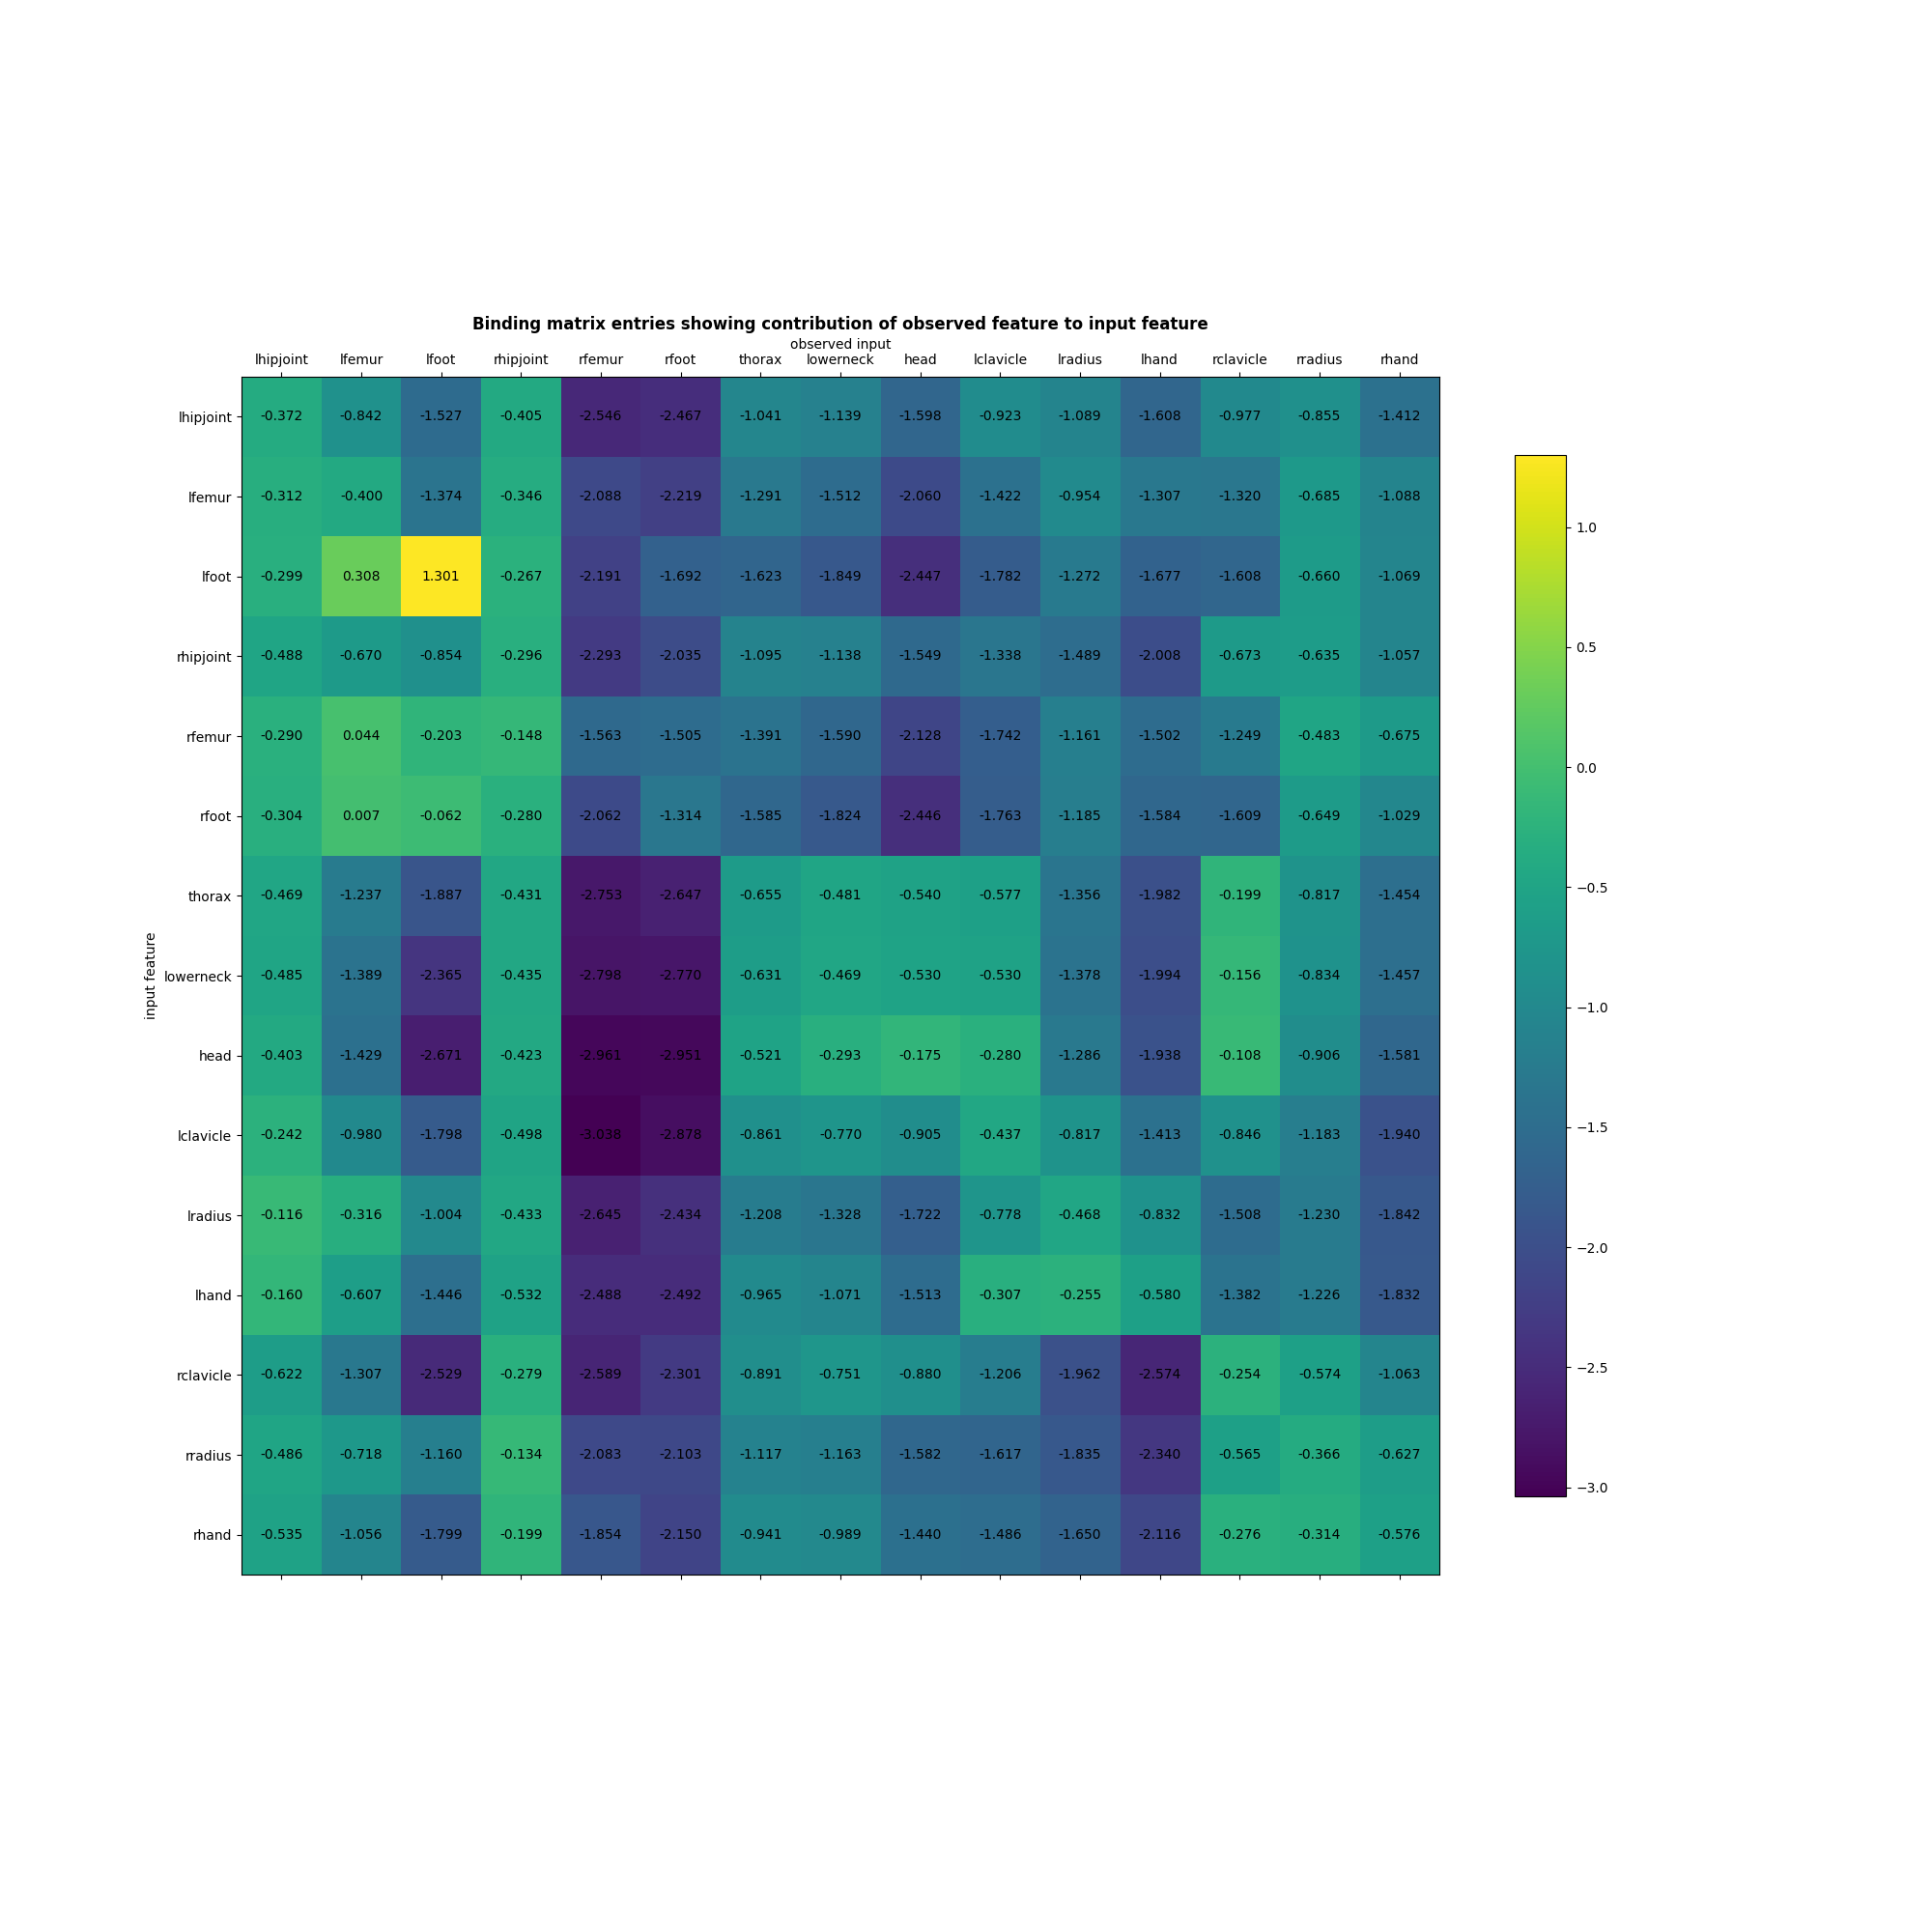 Binding matrix entries showing contribution of observed feature to input feature
observed input
lhipjoint lfemur lfoot rhipjoint rfemur rfoot thorax lowerneck head lclavicle lradius lhand rclavicle rradius rhand
lhipjoint -0.372 -0.842 -1.527 -0.405 -2.546 -2.467 -1.041 -1.139 -1.598 -0.923 -1.089 -1.608 -0.977 -0.855 -1.412
lfemur -0.312 -0.400 -1.374 -0.346 -2.088 -2.219 -1.291 -1.512 -2.060 -1.422 -0.954 -1.307 -1.320 -0.685 -1.088
lfoot -0.299 0.308 1.301 -0.267 -2.191 -1.692 -1.623 -1.849 -2.447 -1.782 -1.272 -1.677 -1.608 -0.660 -1.069
rhipjoint -0.488 -0.670 -0.854 -0.296 -2.293 -2.035 -1.095 -1.138 -1.549 -1.338 -1.489 -2.008 -0.673 -0.635 -1.057
rfemur -0.290 0.044 -0.203 -0.148 -1.563 -1.505 -1.391 -1.590 -2.128 -1.742 -1.161 -1.502 -1.249 -0.483 -0.675
rfoot -0.304 0.007 -0.062 -0.280 -2.062 -1.314 -1.585 -1.824 -2.446 -1.763 -1.185 -1.584 -1.609 -0.649 -1.029
thorax -0.469 -1.237 -1.887 -0.431 -2.753 -2.647 -0.655 -0.481 -0.540 -0.577 -1.356 -1.982 -0.199 -0.817 -1.454
input feature
lowerneck -0.485 -1.389 -2.365 -0.435 -2.798 -2.770 -0.631 -0.469 -0.530 -0.530 -1.378 -1.994 -0.156 -0.834 -1.457
head -0.403 -1.429 -2.671 -0.423 -2.961 -2.951 -0.521 -0.293 -0.175 -0.280 -1.286 -1.938 -0.108 -0.906 -1.581
lclavicle -0.242 -0.980 -1.798 -0.498 -3.038 -2.878 -0.861 -0.770 -0.905 -0.437 -0.817 -1.413 -0.846 -1.183 -1.940
lradius -0.116 -0.316 -1.004 -0.433 -2.645 -2.434 -1.208 -1.328 -1.722 -0.778 -0.468 -0.832 -1.508 -1.230 -1.842
lhand -0.160 -0.607 -1.446 -0.532 -2.488 -2.492 -0.965 -1.071 -1.513 -0.307 -0.255 -0.580 -1.382 -1.226 -1.832
rclavicle -0.622 -1.307 -2.529 -0.279 -2.589 -2.301 -0.891 -0.751 -0.880 -1.206 -1.962 -2.574 -0.254 -0.574 -1.063
rradius -0.486 -0.718 -1.160 -0.134 -2.083 -2.103 -1.117 -1.163 -1.582 -1.617 -1.835 -2.340 -0.565 -0.366 -0.627
rhand -0.535 -1.056 -1.799 -0.199 -1.854 -2.150 -0.941 -0.989 -1.440 -1.486 -1.650 -2.116 -0.276 -0.314 -0.576
1.0
0.5
0.0
−0.5
−1.0
−1.5
−2.0
−2.5
−3.0